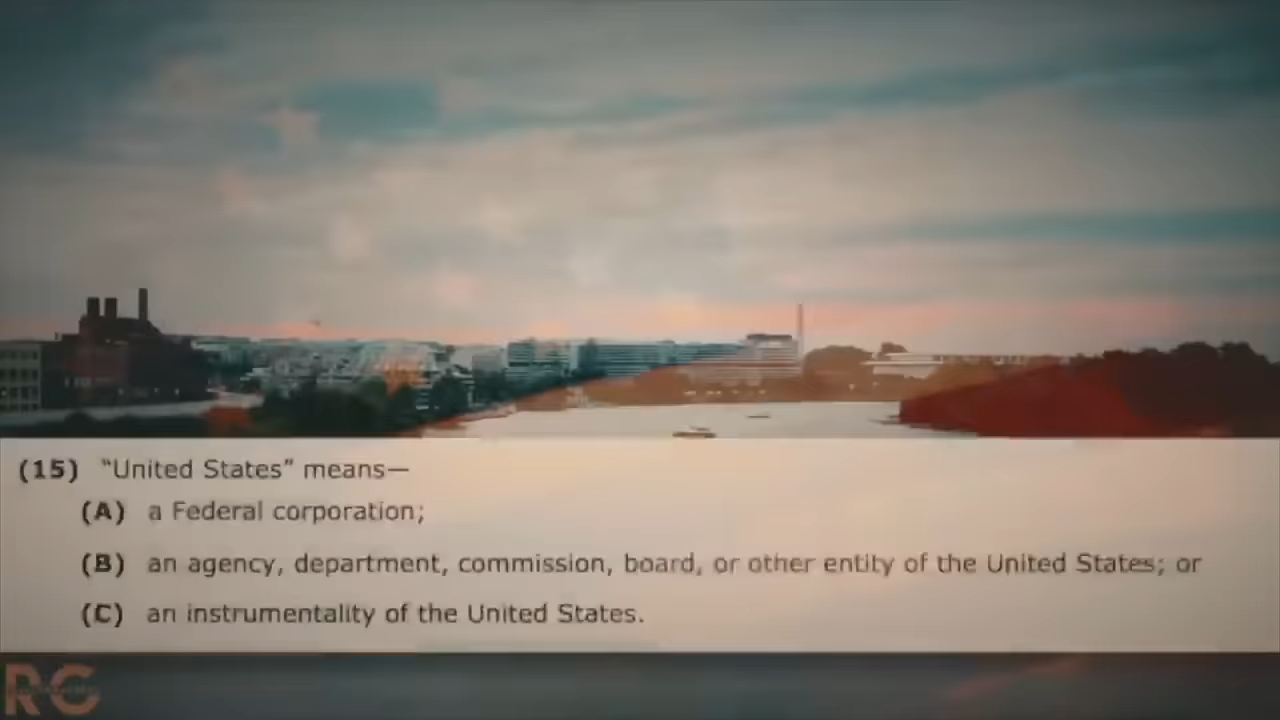 (15) “United States” means—
(A) a Federal corporation;
(B) an agency, department, commission, board, or other entity of the United States; or
(C) an instrumentality of the United States.
RC